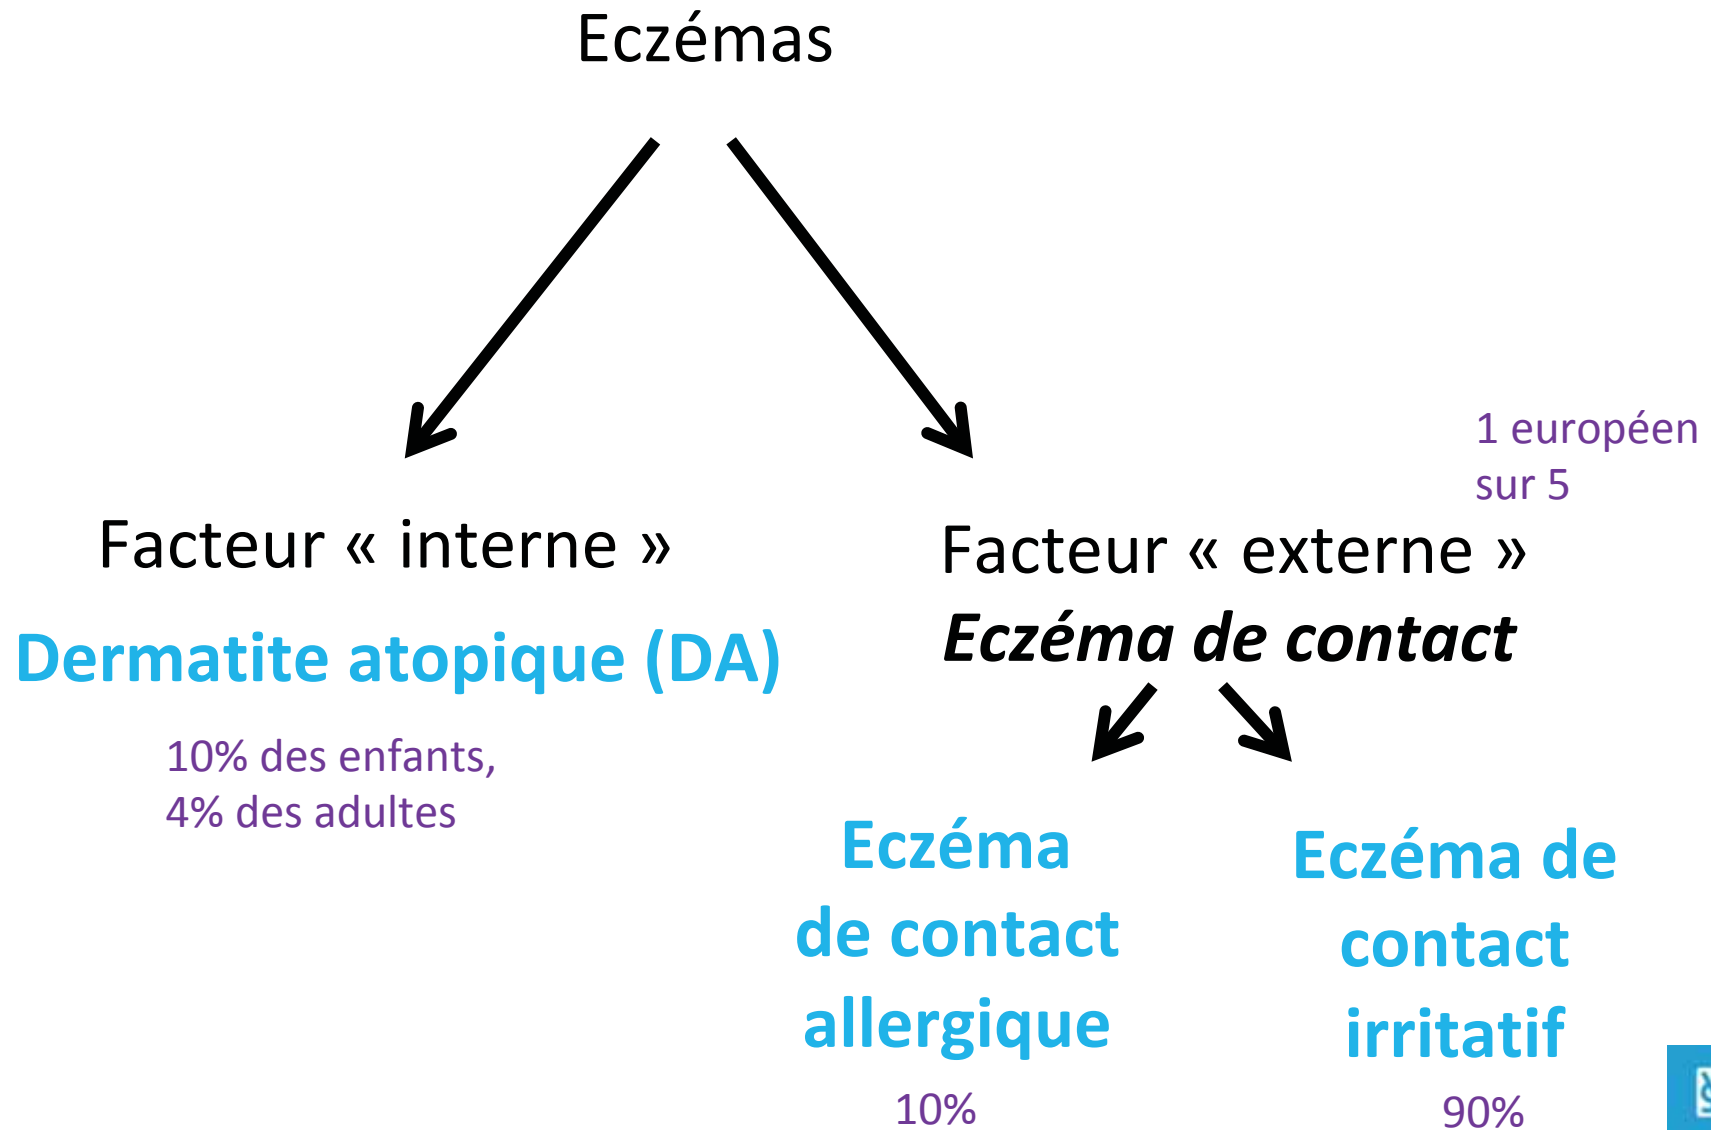 Eczémas
1 européen
sur 5
Facteur « interne »
Dermatite atopique (DA)
10% des enfants,
4% des adultes
Facteur « externe »
Eczéma de contact
Eczéma
de contact
allergique
10%
Eczéma de
contact
irritatif
90%